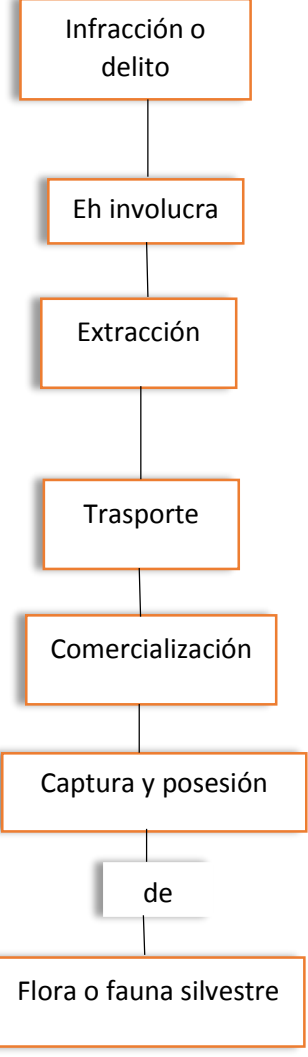 Infracción o
delito
Eh involucra
Extracción
Trasporte
Comercialización
Captura y posesión
de
Flora o fauna silvestre